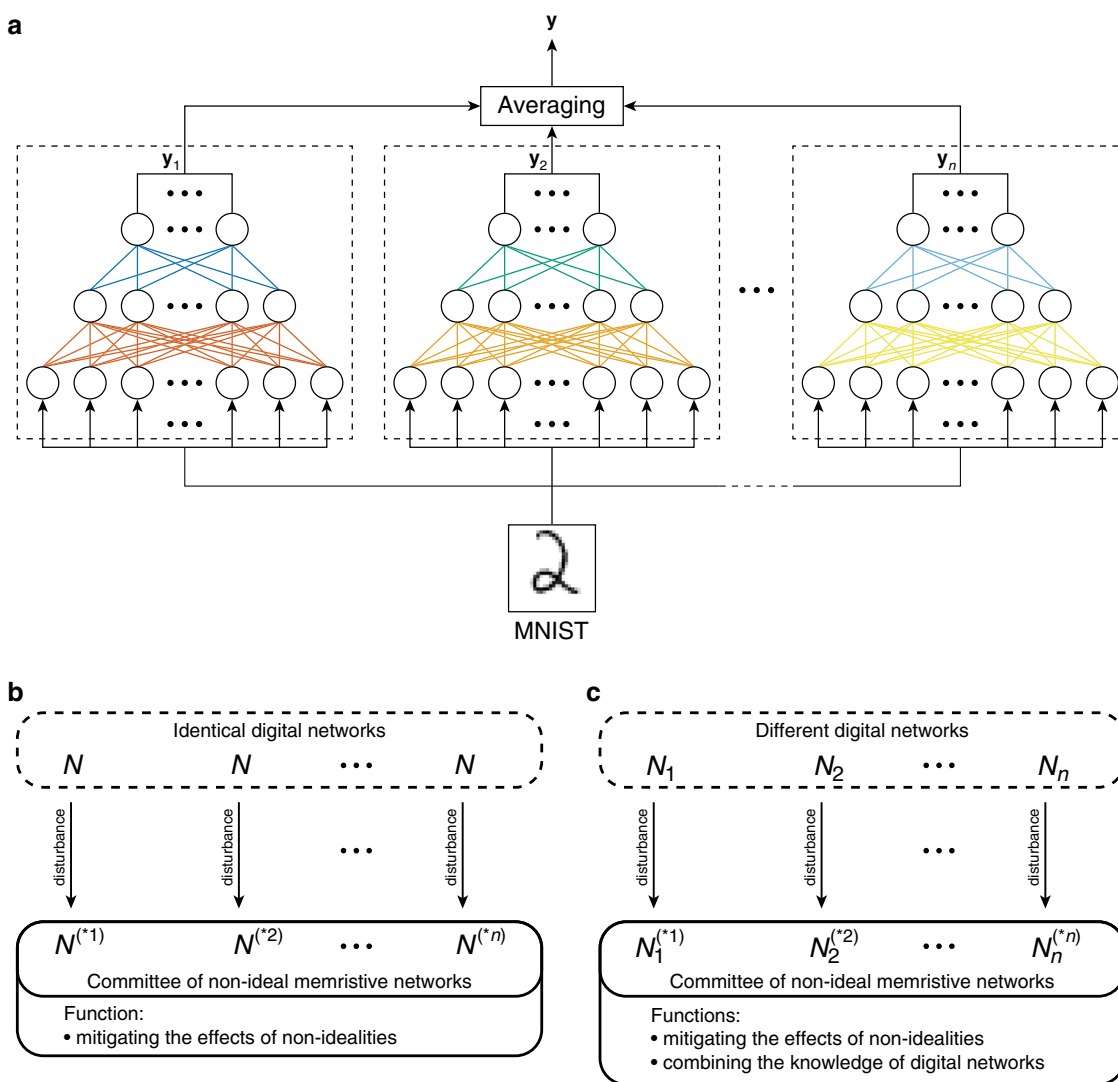 a
y
Averaging
y₁ y₂ yₙ
MNIST
b
Identical digital networks
N N ••• N
disturbance disturbance ••• disturbance
N(*1) N(*2) ••• N(*n)
Committee of non-ideal memristive networks
Function:
• mitigating the effects of non-idealities
c
Different digital networks
N₁ N₂ ••• Nₙ
disturbance disturbance ••• disturbance
N₁(*1) N₂(*2) ••• Nₙ(*n)
Committee of non-ideal memristive networks
Functions:
• mitigating the effects of non-idealities
• combining the knowledge of digital networks